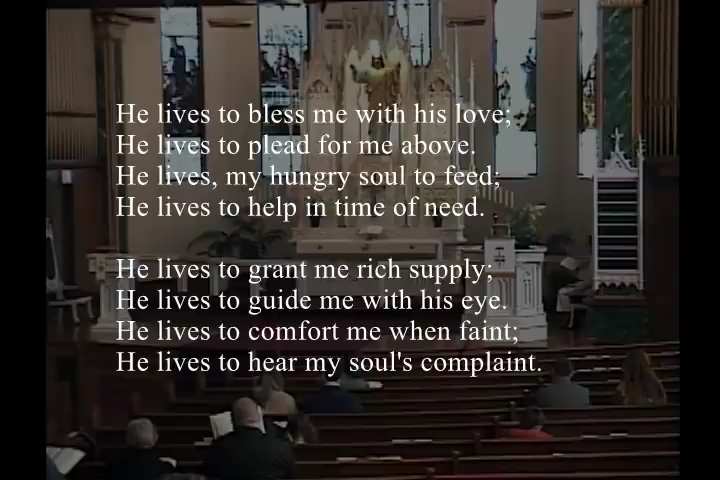 He lives to bless me with his love;
He lives to plead for me above.
He lives, my hungry soul to feed;
He lives to help in time of need.
He lives to grant me rich supply;
He lives to guide me with his eye.
He lives to comfort me when faint;
He lives to hear my soul's complaint.